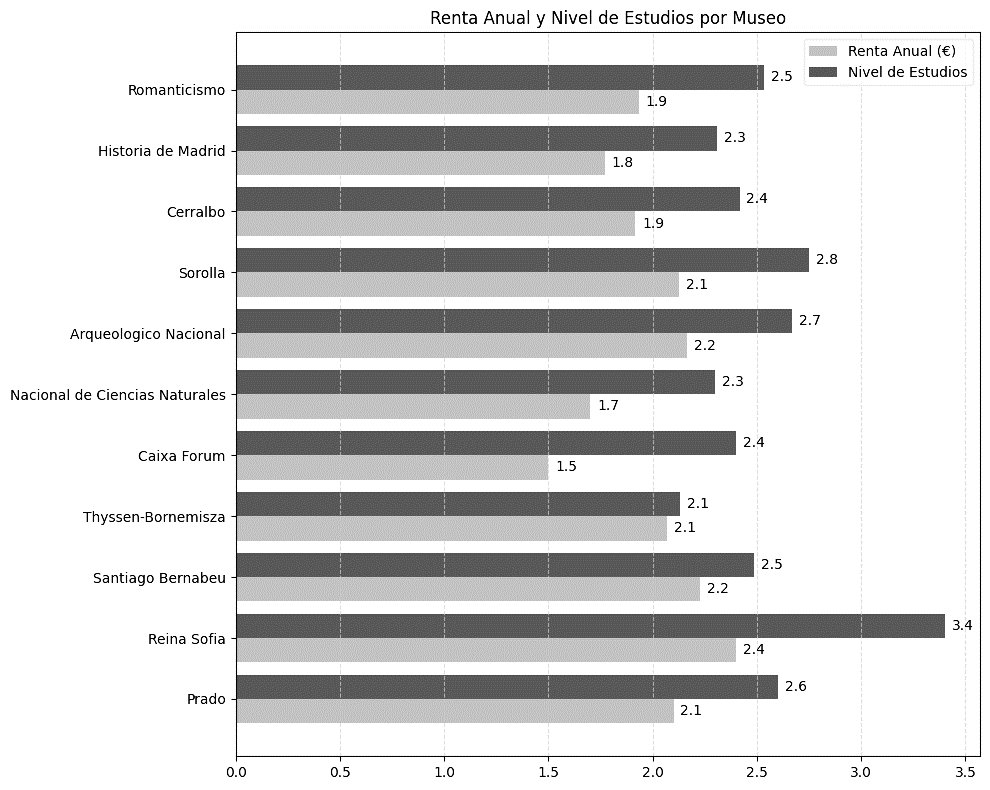 Renta Anual y Nivel de Estudios por Museo
Renta Anual (€)
Nivel de Estudios
Romanticismo
2.5
1.9
Historia de Madrid
2.3
1.8
Cerralbo
2.4
1.9
Sorolla
2.8
2.1
Arqueologico Nacional
2.7
2.2
Nacional de Ciencias Naturales
2.3
1.7
Caixa Forum
2.4
1.5
Thyssen-Bornemisza
2.1
2.1
Santiago Bernabeu
2.5
2.2
Reina Sofia
3.4
2.4
Prado
2.6
2.1
0.0 0.5 1.0 1.5 2.0 2.5 3.0 3.5